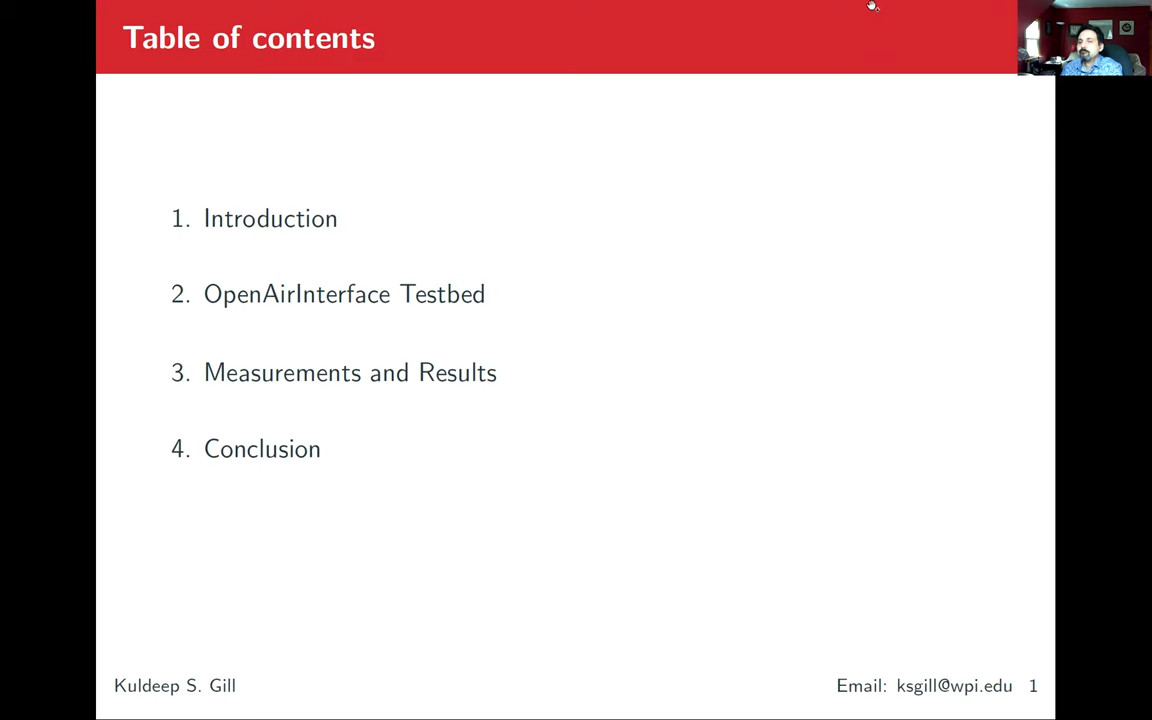 Table of contents
1. Introduction
2. OpenAirInterface Testbed
3. Measurements and Results
4. Conclusion
Kuldeep S. Gill
Email: ksgill@wpi.edu 1